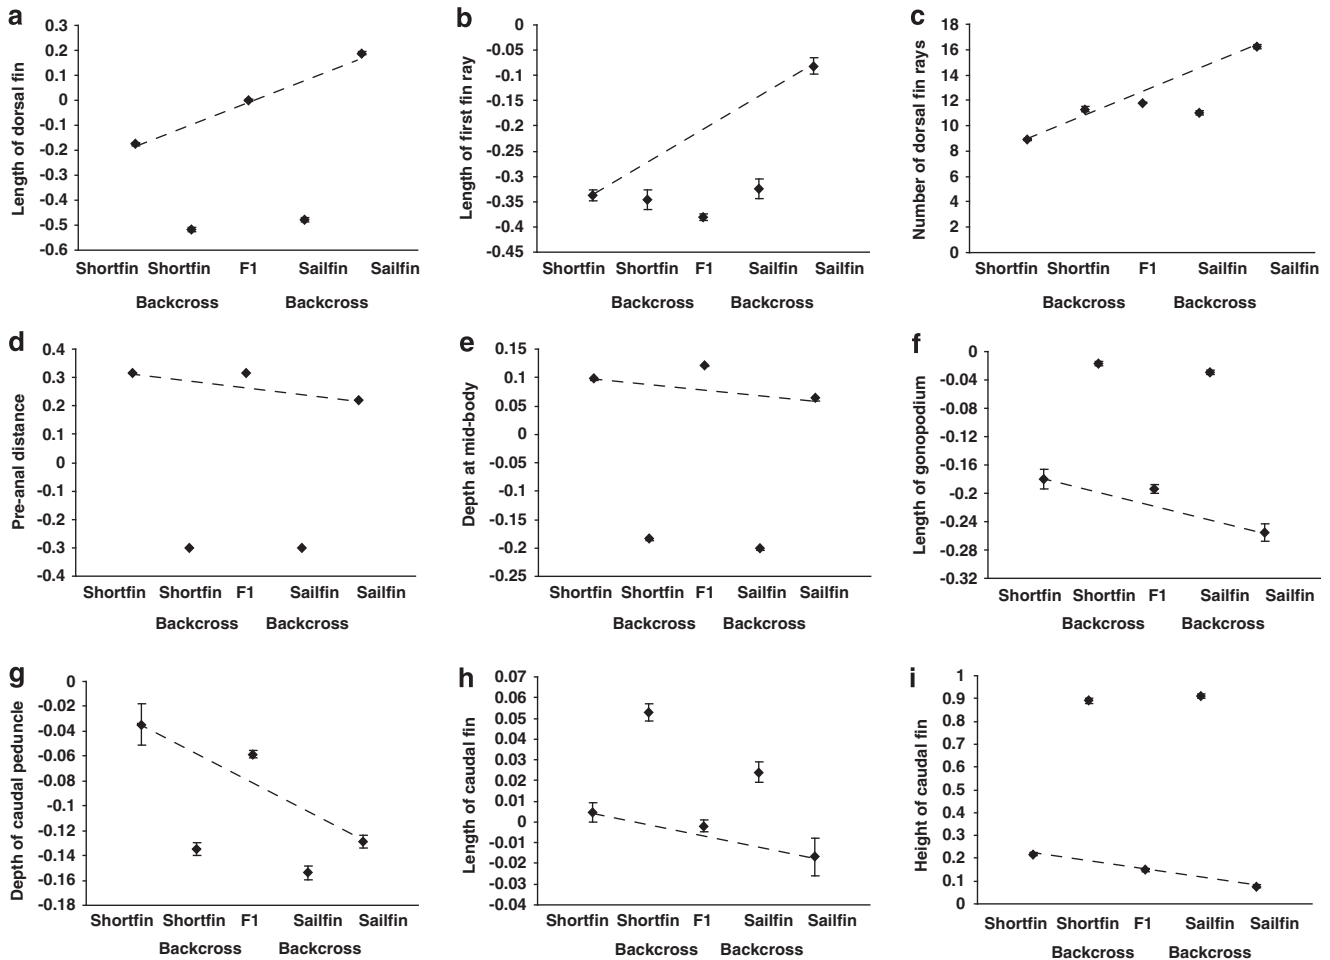 a
Length of dorsal fin
0.3
0.2
0.1
0
-0.1
-0.2
-0.3
-0.4
-0.5
-0.6
Shortfin Shortfin F1 Sailfin Sailfin
Backcross Backcross
b
Length of first fin ray
0
-0.05
-0.1
-0.15
-0.2
-0.25
-0.3
-0.35
-0.4
-0.45
Shortfin Shortfin F1 Sailfin Sailfin
Backcross Backcross
c
Number of dorsal fin rays
18
16
14
12
10
8
6
4
2
0
Shortfin Shortfin F1 Sailfin Sailfin
Backcross Backcross
d
Pre-anal distance
0.4
0.3
0.2
0.1
0
-0.1
-0.2
-0.3
-0.4
Shortfin Shortfin F1 Sailfin Sailfin
Backcross Backcross
e
Depth at mid-body
0.15
0.1
0.05
0
-0.05
-0.1
-0.15
-0.2
-0.25
Shortfin Shortfin F1 Sailfin Sailfin
Backcross Backcross
f
Length of gonopodium
0
-0.04
-0.08
-0.12
-0.16
-0.2
-0.24
-0.28
-0.32
Shortfin Shortfin F1 Sailfin Sailfin
Backcross Backcross
g
Depth of caudal peduncle
0
-0.02
-0.04
-0.06
-0.08
-0.1
-0.12
-0.14
-0.16
-0.18
Shortfin Shortfin F1 Sailfin Sailfin
Backcross Backcross
h
Length of caudal fin
0.07
0.06
0.05
0.04
0.03
0.02
0.01
0
-0.01
-0.02
-0.03
-0.04
Shortfin Shortfin F1 Sailfin Sailfin
Backcross Backcross
i
Height of caudal fin
1
0.9
0.8
0.7
0.6
0.5
0.4
0.3
0.2
0.1
0
Shortfin Shortfin F1 Sailfin Sailfin
Backcross Backcross